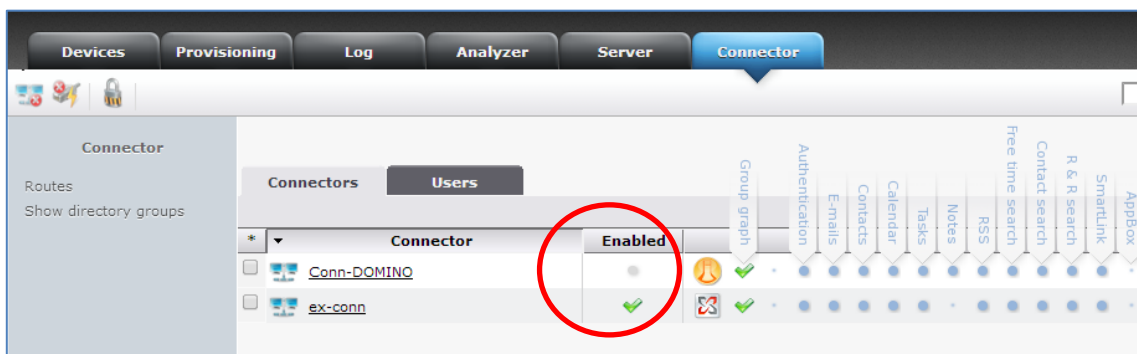 Devices
Provisioning
Log
Analyzer
Server
Connector
Connector
Routes
Show directory groups
Connectors
Users
Group graph
Authentication
E-mails
Contacts
Calendar
Tasks
Notes
RSS
Free time search
Contact search
R & R search
SmartLink
AppBox
* Connector Enabled
Conn-DOMINO
ex-conn